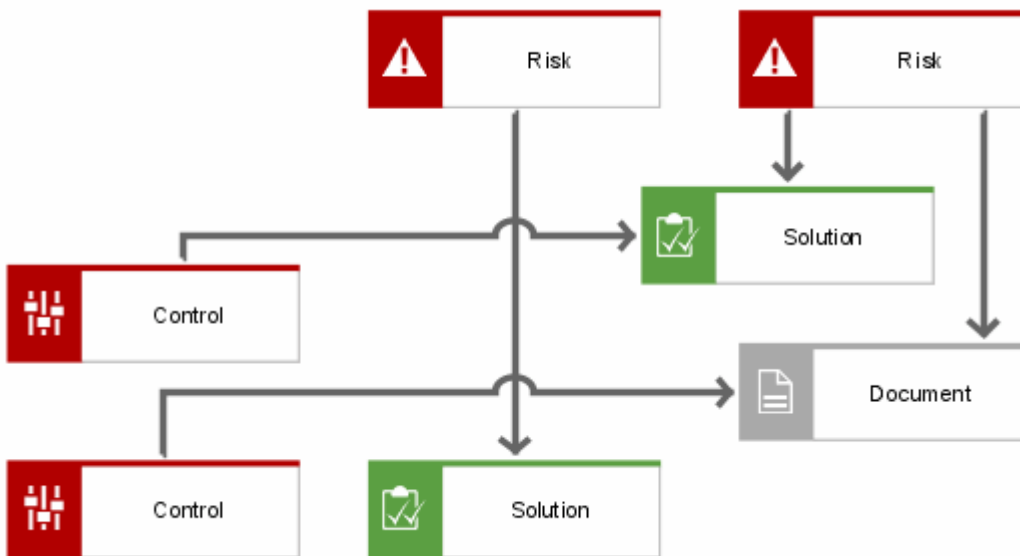 Risk
Risk
Solution
Control
Document
Control
Solution